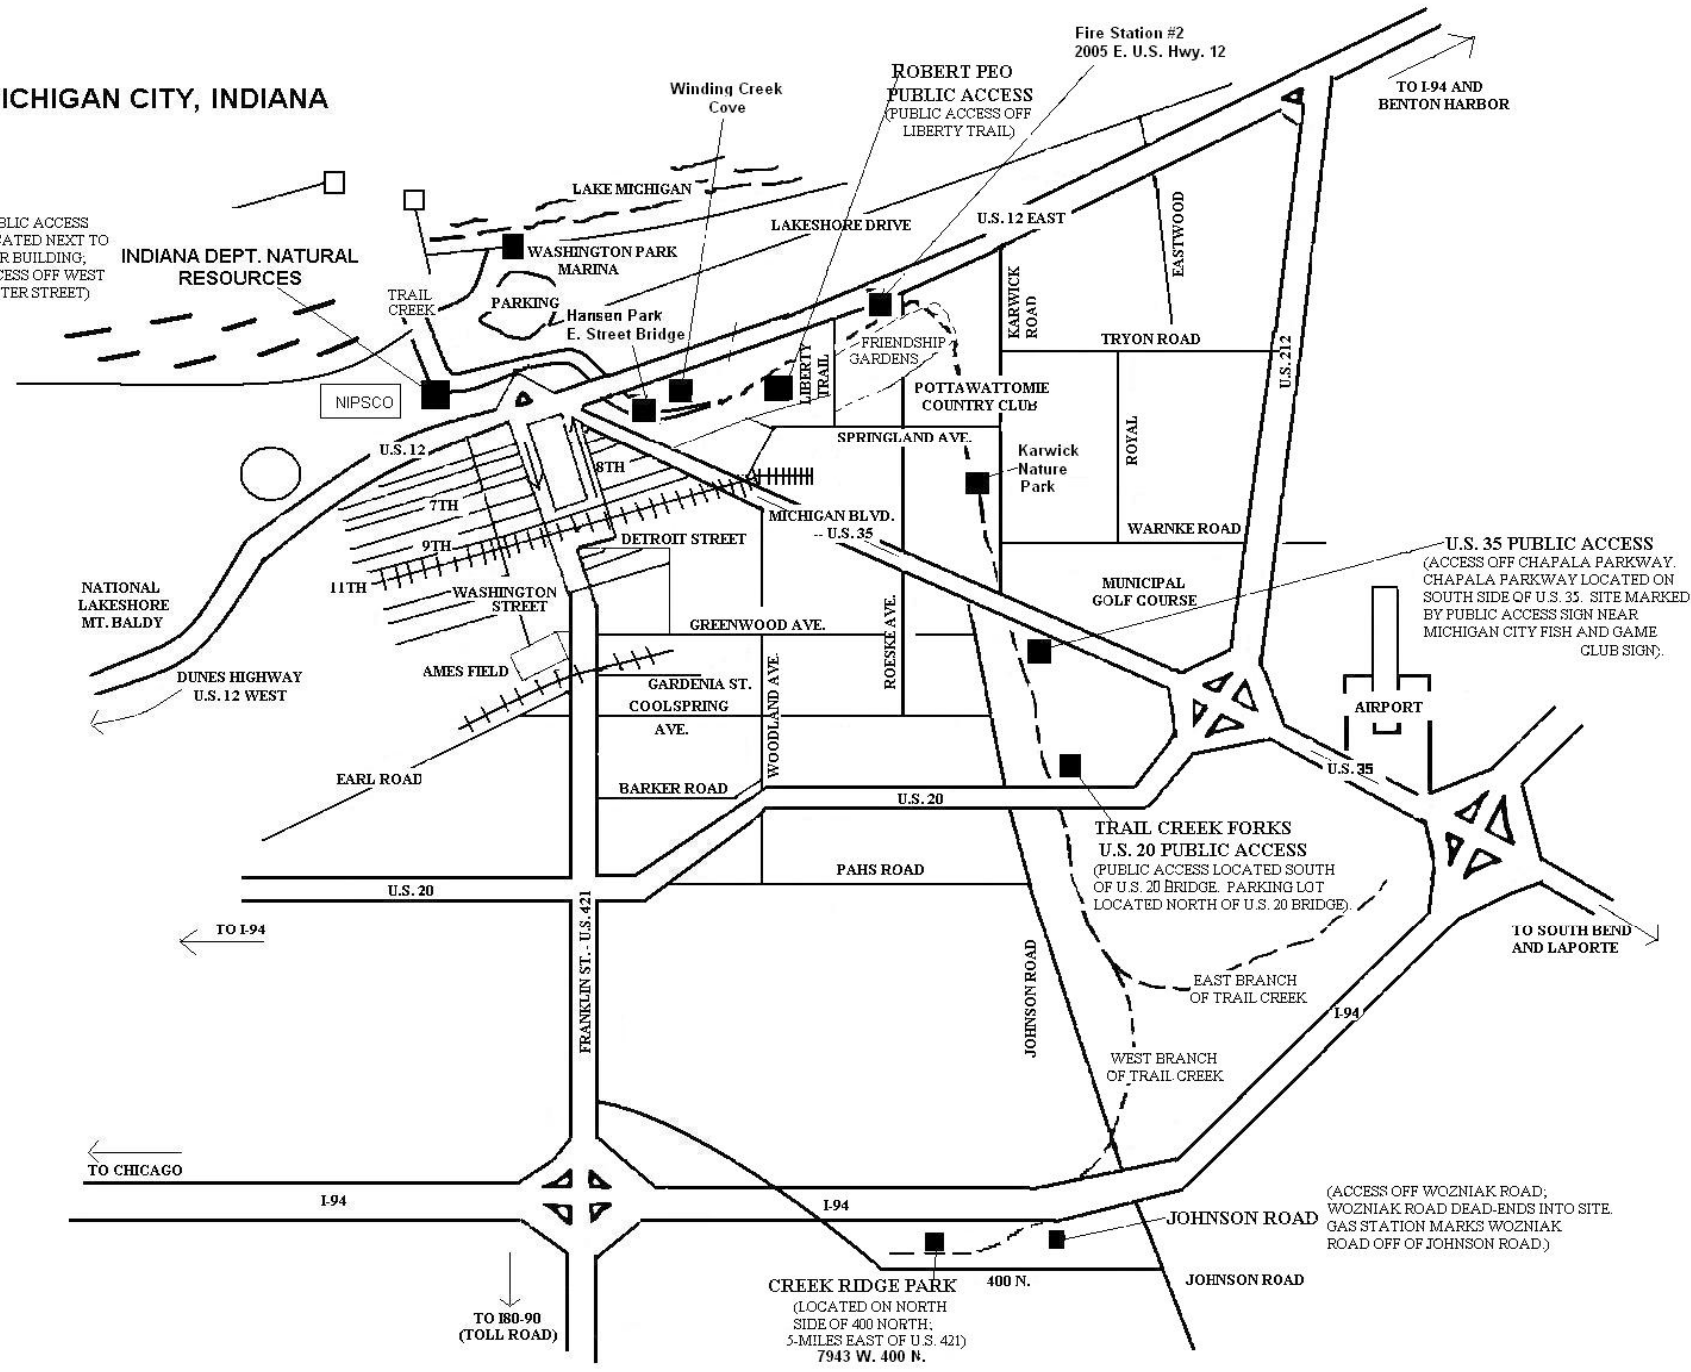 ICHIGAN CITY, INDIANA
Fire Station #2
2005 E. U.S. Hwy. 12
ROBERT PEO
PUBLIC ACCESS
(PUBLIC ACCESS OFF
LIBERTY TRAIL)
Winding Creek
Cove
TO I-94 AND
BENTON HARBOR
LAKE MICHIGAN
LAKESHORE DRIVE
U.S. 12 EAST
BLIC ACCESS
CATED NEXT TO
R BUILDING;
CESS OFF WEST
TER STREET)
INDIANA DEPT. NATURAL
RESOURCES
WASHINGTON PARK
MARINA
TRAIL
CREEK
PARKING
Hansen Park
E. Street Bridge
EASTWOOD
KARWICK
ROAD
TRYON ROAD
FRIENDSHIP
GARDENS
LIBERTY
TRAIL
U.S. 212
NIPSCO
POTTAWATTOMIE
COUNTRY CLUB
U.S. 12
SPRINGLAND AVE.
ROYAL
Karwick
Nature
Park
8TH
7TH
MICHIGAN BLVD.
-- U.S. 35
WARNKE ROAD
9TH
DETROIT STREET
11TH
WASHINGTON
STREET
U.S. 35 PUBLIC ACCESS
(ACCESS OFF CHAPALA PARKWAY.
CHAPALA PARKWAY LOCATED ON
SOUTH SIDE OF U.S. 35. SITE MARKED
BY PUBLIC ACCESS SIGN NEAR
MICHIGAN CITY FISH AND GAME
CLUB SIGN).
NATIONAL
LAKESHORE
MT. BALDY
MUNICIPAL
GOLF COURSE
GREENWOOD AVE.
ROESKE AVE.
AMES FIELD
DUNES HIGHWAY
U.S. 12 WEST
GARDENIA ST.
COOLSPRING
AVE.
WOODLAND AVE.
AIRPORT
EARL ROAD
BARKER ROAD
U.S. 20
U.S. 35
TRAIL CREEK FORKS
U.S. 20 PUBLIC ACCESS
(PUBLIC ACCESS LOCATED SOUTH
OF U.S. 20 BRIDGE. PARKING LOT
LOCATED NORTH OF U.S. 20 BRIDGE).
PAHS ROAD
U.S. 20
TO I-94
FRANKLIN ST. - U.S. 421
JOHNSON ROAD
TO SOUTH BEND
AND LAPORTE
EAST BRANCH
OF TRAIL CREEK
I-94
WEST BRANCH
OF TRAIL CREEK
TO CHICAGO
I-94
I-94
JOHNSON ROAD
(ACCESS OFF WOZNIAK ROAD;
WOZNIAK ROAD DEAD-ENDS INTO SITE.
GAS STATION MARKS WOZNIAK
ROAD OFF OF JOHNSON ROAD.)
CREEK RIDGE PARK
(LOCATED ON NORTH
SIDE OF 400 NORTH;
5-MILES EAST OF U.S. 421)
7943 W. 400 N.
400 N.
JOHNSON ROAD
TO I80-90
(TOLL ROAD)